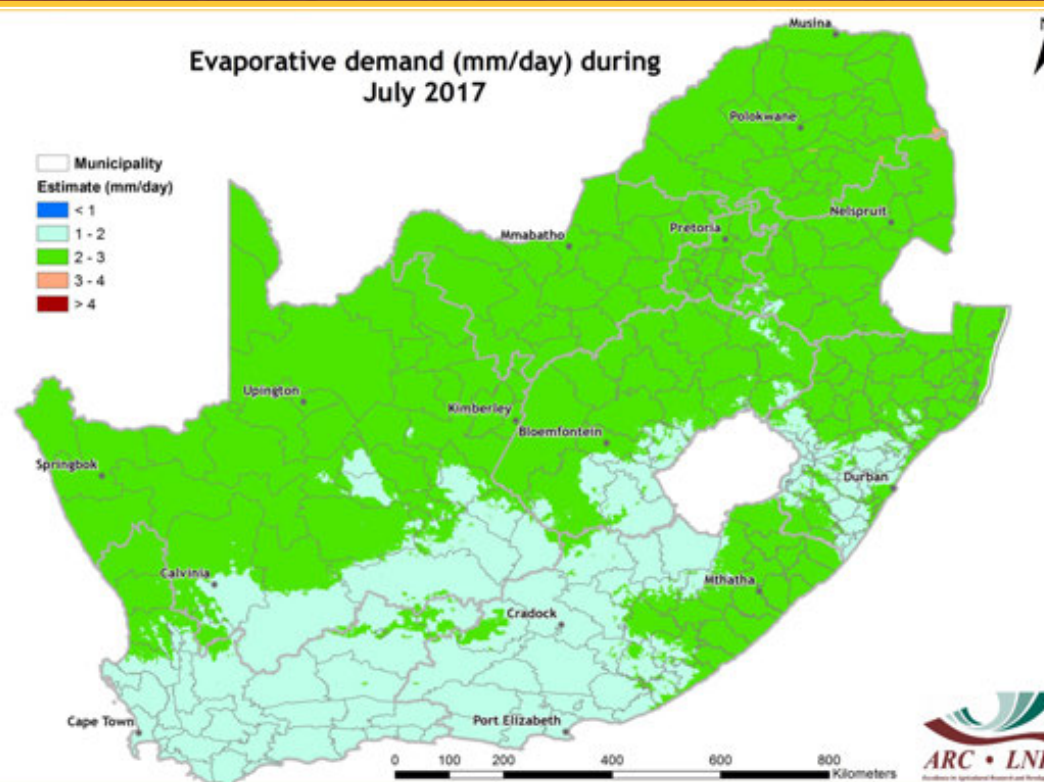 Evaporative demand (mm/day) during
July 2017
N
Municipality
Estimate (mm/day)
< 1
1 - 2
2 - 3
3 - 4
> 4
Musina
Polokwane
Nelspruit
Pretoria
Mmabatho
Upington
Kimberley
Bloemfontein
Springbok
Durban
Calvinia
Mthatha
Cradock
Cape Town
Port Elizabeth
0 100 200 400 600 800
Kilometers
ARC • LN